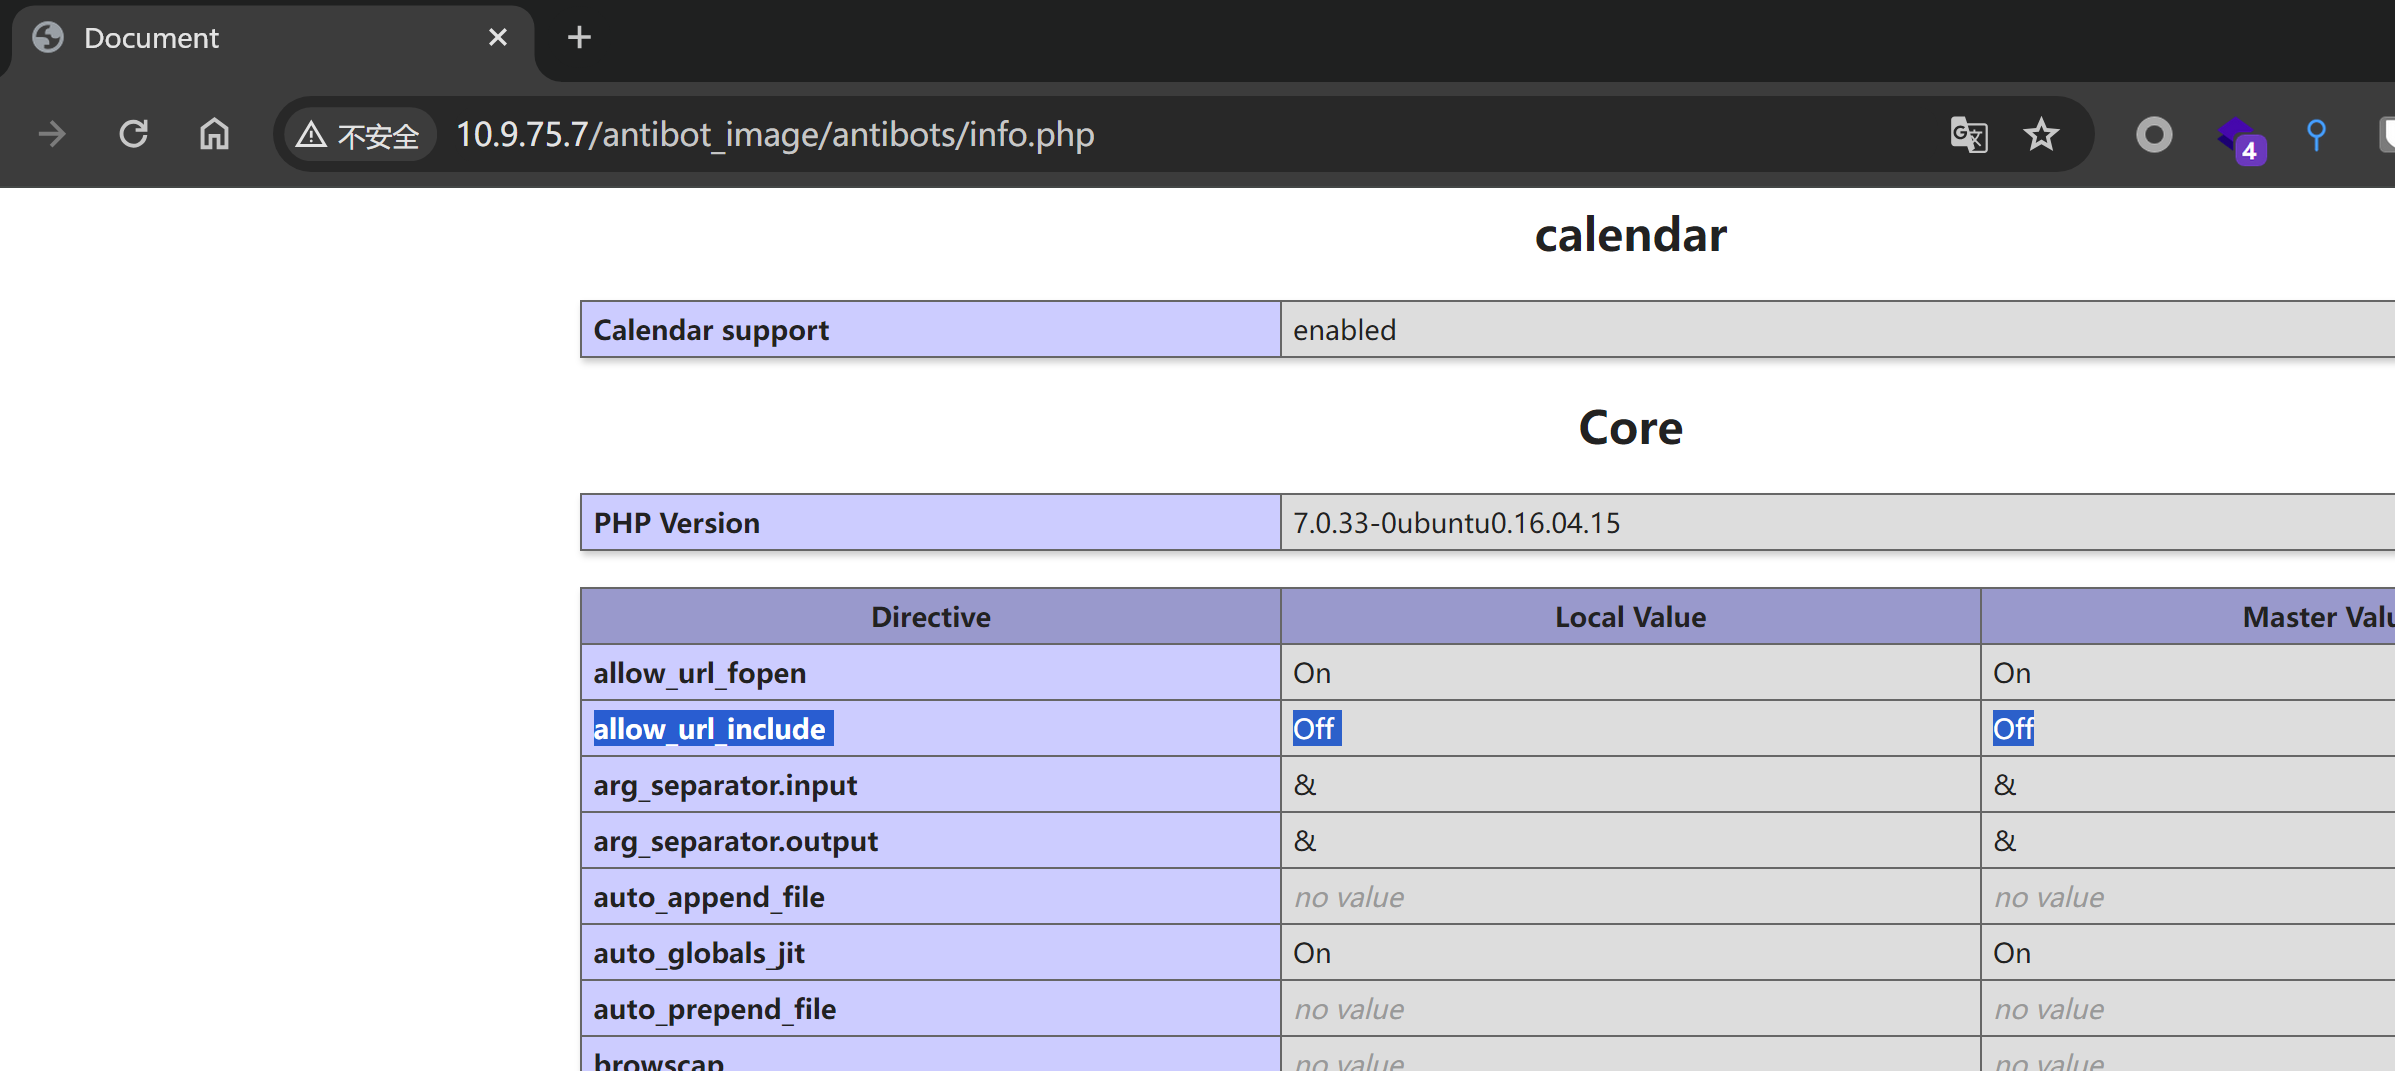 Document
不安全 10.9.75.7/antibot_image/antibots/info.php
4
calendar
Calendar support enabled
Core
PHP Version 7.0.33-0ubuntu0.16.04.15
Directive Local Value Master Valu
allow_url_fopen On On
allow_url_include Off Off
arg_separator.input & &
arg_separator.output & &
auto_append_file no value no value
auto_globals_jit On On
auto_prepend_file no value no value
browscap no value no value